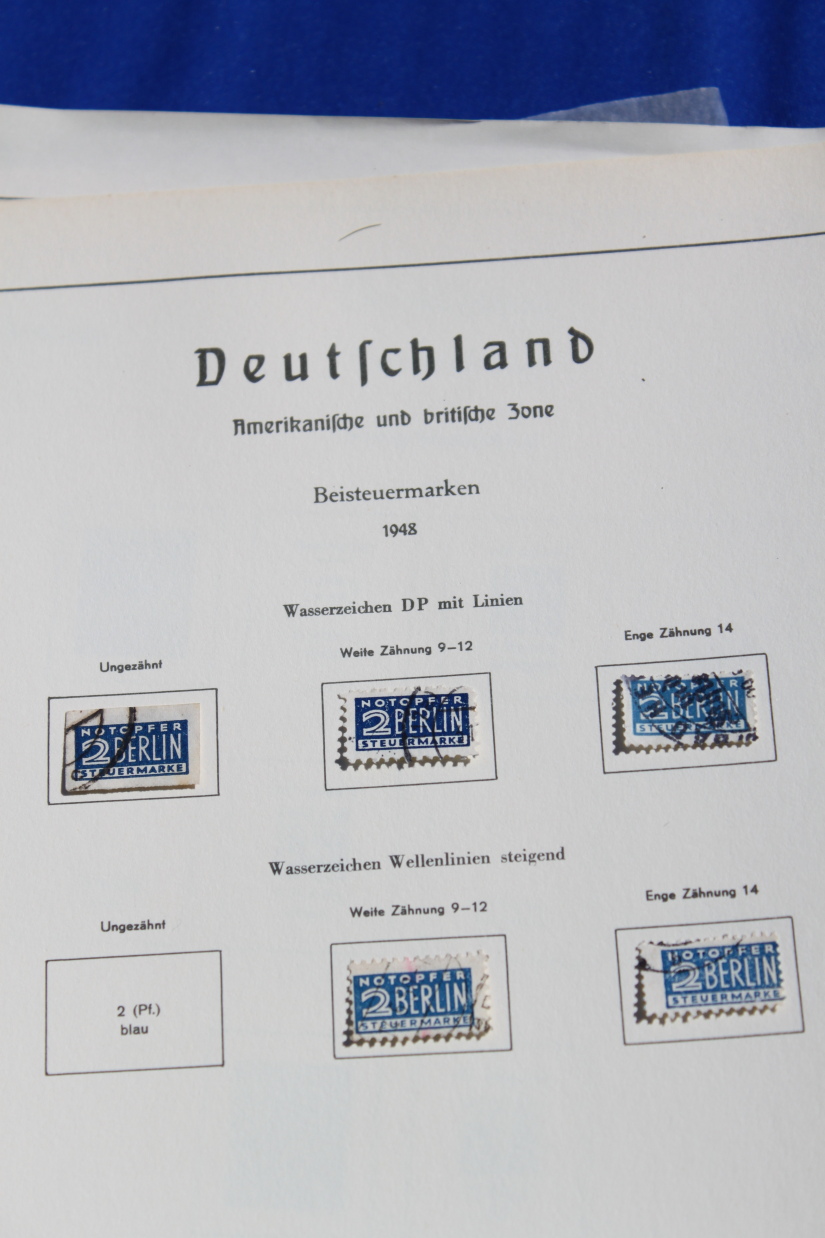 Deutſchland
Amerikaniſche und britiſche Zone
Beisteuermarken
1948
Wasserzeichen DP mit Linien
Ungezähnt
Weite Zähnung 9–12
Enge Zähnung 14
NOTOPFER
2 BERLIN
STEUERMARKE
NOTOPFER
2 BERLIN
STEUERMARKE
2 BERLIN
Wasserzeichen Wellenlinien steigend
Ungezähnt
Weite Zähnung 9–12
Enge Zähnung 14
2 (Pf.)
blau
NOTOPFER
2 BERLIN
STEUERMARKE
NOTOPFER
2 BERLIN
STEUERMARKE